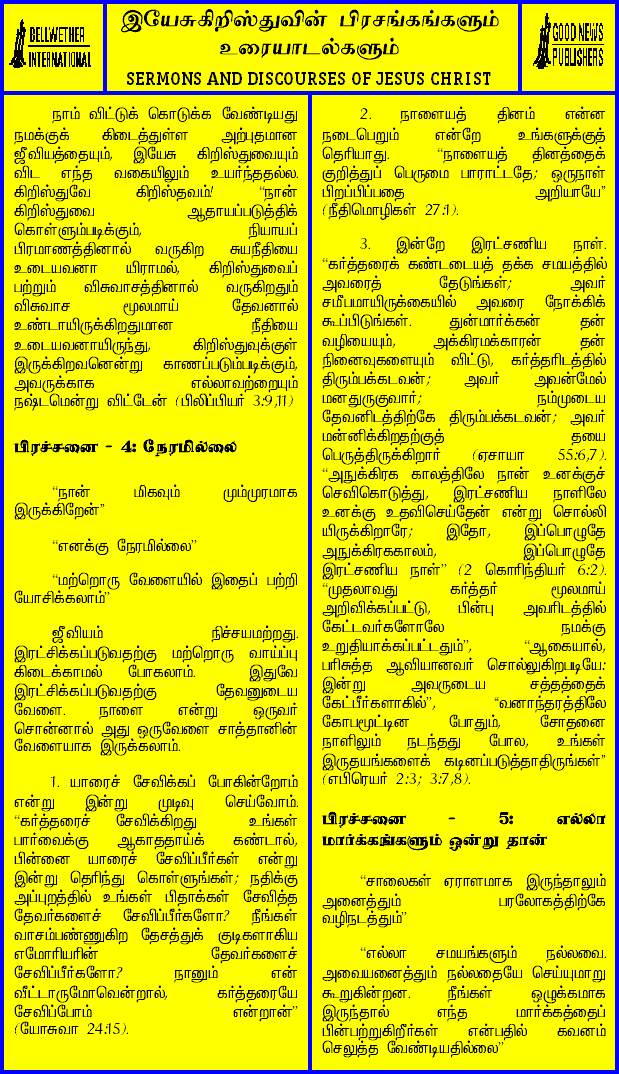 BELLWETHER
INTERNATIONAL
இயேசுகிறிஸ்துவின் பிரசங்கங்களும்
உரையாடல்களும்
SERMONS AND DISCOURSES OF JESUS CHRIST
GOOD NEWS
PUBLISHERS
நாம் விட்டுக் கொடுக்க வேண்டியது
நமக்குக் கிடைத்துள்ள அற்புதமான
ஜீவியத்தையும், இயேசு கிறிஸ்துவையும்
விட எந்த வகையிலும் உயர்ந்ததல்ல.
கிறிஸ்துவே கிறிஸ்தவம்! “நான்
கிறிஸ்துவை ஆதாயப்படுத்திக்
கொள்ளும்படிக்கும், நியாயப்
பிரமாணத்தினால் வருகிற சுயநீதியை
உடையவனா யிராமல், கிறிஸ்துவைப்
பற்றும் விசுவாசத்தினால் வருகிறதும்
விசுவாச மூலமாய் தேவனால்
உண்டாயிருக்கிறதுமான நீதியை
உடையவனாயிருந்து, கிறிஸ்துவுக்குள்
இருக்கிறவனென்று காணப்படும்படிக்கும்,
அவருக்காக எல்லாவற்றையும்
நஷ்டமென்று விட்டேன் (பிலிப்பியர் 3:9,11)
பிரச்சனை - 4: நேரமில்லை
“நான் மிகவும் மும்முரமாக
இருக்கிறேன்”
“எனக்கு நேரமில்லை”
“மற்றொரு வேளையில் இதைப் பற்றி
யோசிக்கலாம்”
ஜீவியம் நிச்சயமற்றது.
இரட்சிக்கப்படுவதற்கு மற்றொரு வாய்ப்பு
கிடைக்காமல் போகலாம். இதுவே
இரட்சிக்கப்படுவதற்கு தேவனுடைய
வேளை. நாளை என்று ஒருவர்
சொன்னால் அது ஒருவேளை சாத்தானின்
வேளையாக இருக்கலாம்.
1. யாரைச் சேவிக்கப் போகின்றோம்
என்று இன்று முடிவு செய்வோம்.
“கர்த்தரைச் சேவிக்கிறது உங்கள்
பார்வைக்கு ஆகாததாய்க் கண்டால்,
பின்னை யாரைச் சேவிப்பீர்கள் என்று
இன்று தெரிந்து கொள்ளுங்கள்; நதிக்கு
அப்புறத்தில் உங்கள் பிதாக்கள் சேவித்த
தேவர்களைச் சேவிப்பீர்களோ? நீங்கள்
வாசம்பண்ணுகிற தேசத்துக் குடிகளாகிய
எமோரியரின் தேவர்களைச்
சேவிப்பீர்களோ? நானும் என்
வீட்டாருமோவென்றால், கர்த்தரையே
சேவிப்போம் என்றான்”
(யோசுவா 24:15).
2. நாளையத் தினம் என்ன
நடைபெறும் என்றே உங்களுக்குத்
தெரியாது. “நாளையத் தினத்தைக்
குறித்துப் பெருமை பாராட்டதே; ஒருநாள்
பிறப்பிப்பதை அறியாயே”
(நீதிமொழிகள் 27:1).
3. இன்றே இரட்சணிய நாள்.
“கர்த்தரைக் கண்டடையத் தக்க சமயத்தில்
அவரைத் தேடுங்கள்; அவர்
சமீபமாயிருக்கையில் அவரை நோக்கிக்
கூப்பிடுங்கள். துன்மார்க்கன் தன்
வழியையும், அக்கிரமக்காரன் தன்
நினைவுகளையும் விட்டு, கர்த்தரிடத்தில்
திரும்பக்கடவன்; அவர் அவன்மேல்
மனதுருகுவார்; நம்முடைய
தேவனிடத்திற்கே திரும்பக்கடவன்; அவர்
மன்னிக்கிறதற்குத் தயை
பெருத்திருக்கிறார் (ஏசாயா 55:6,7).
“அநுக்கிரக காலத்திலே நான் உனக்குச்
செவிகொடுத்து, இரட்சணிய நாளிலே
உனக்கு உதவிசெய்தேன் என்று சொல்லி
யிருக்கிறாரே; இதோ, இப்பொழுதே
அநுக்கிரககாலம், இப்பொழுதே
இரட்சணிய நாள்” (2 கொரிந்தியர் 6:2).
“முதலாவது கர்த்தர் மூலமாய்
அறிவிக்கப்பட்டு, பின்பு அவரிடத்தில்
கேட்டவர்களோலே நமக்கு
உறுதியாக்கப்பட்டதும்”, “ஆகையால்,
பரிசுத்த ஆவியானவர் சொல்லுகிறபடியே:
இன்று அவருடைய சத்தத்தைக்
கேட்பீர்களாகில்”, “வனாந்தரத்திலே
கோபமூட்டின போதும், சோதனை
நாளிலும் நடந்தது போல, உங்கள்
இருதயங்களைக் கடினப்படுத்தாதிருங்கள்”
(எபிரெயர் 2:3; 3:7,8).
பிரச்சனை - 5: எல்லா
மார்க்கங்களும் ஒன்று தான்
“சாலைகள் ஏராளமாக இருந்தாலும்
அனைத்தும் பரலோகத்திற்கே
வழிநடத்தும்”
“எல்லா சமயங்களும் நல்லவை.
அவையனைத்தும் நல்லதையே செய்யுமாறு
கூறுகின்றன. நீங்கள் ஒழுக்கமாக
இருந்தால் எந்த மார்க்கத்தைப்
பின்பற்றுகிறீர்கள் என்பதில் கவனம்
செலுத்த வேண்டியதில்லை”